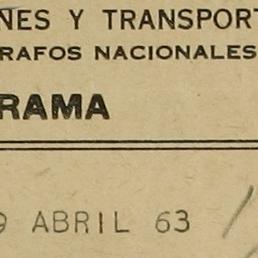 NES Y TRANSPORT
RAFOS NACIONALES
RAMA
9 ABRIL 63